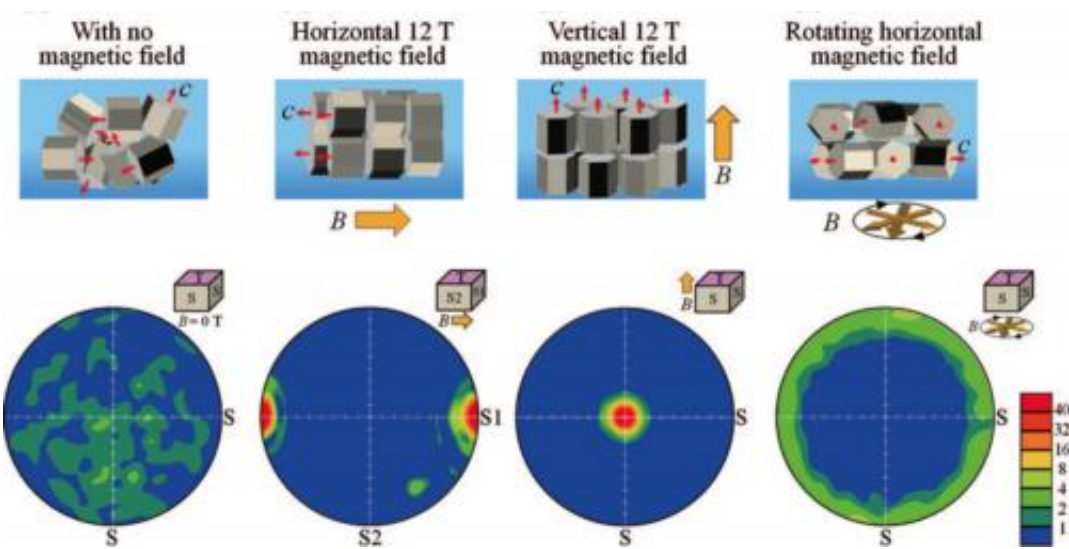 With no
magnetic field
Horizontal 12 T
magnetic field
Vertical 12 T
magnetic field
Rotating horizontal
magnetic field
c
c
c
c
B
B
B
S
B= 0 T
S2
B
B
S
S
B
S
S
S1
S2
S
S
S
S
40
32
16
8
4
2
1